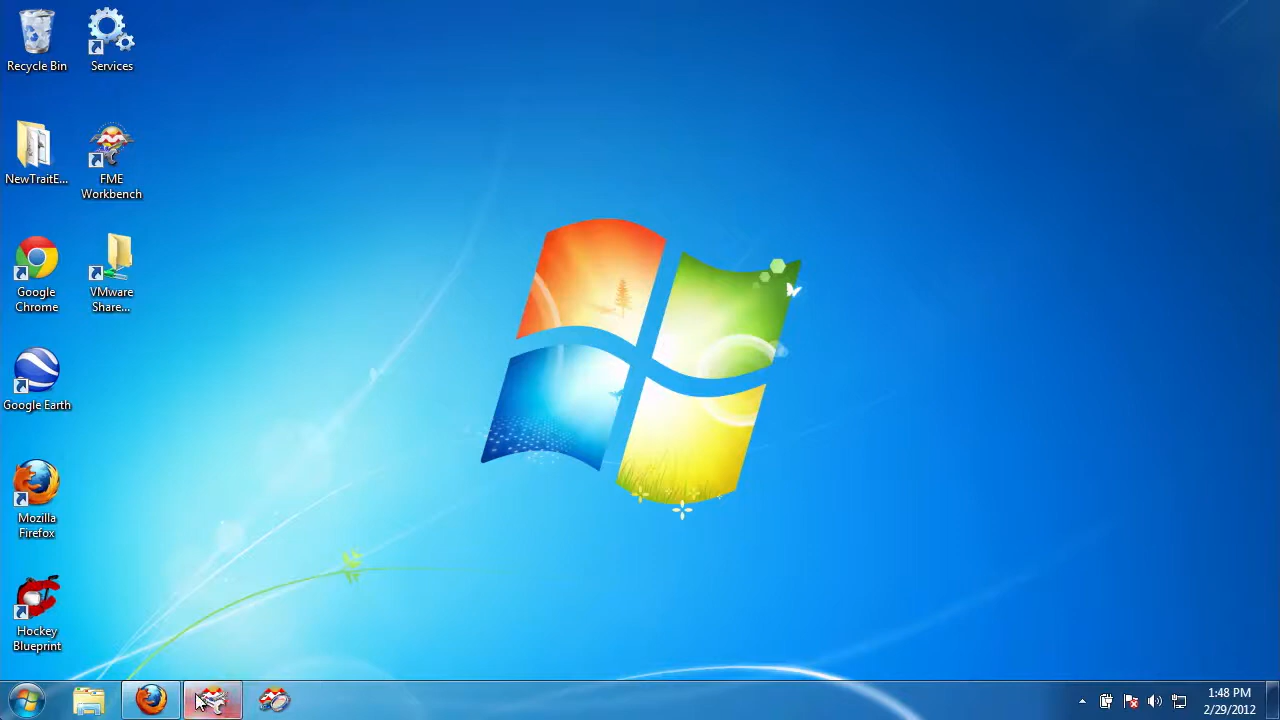 Recycle Bin
Services
NewTraitE...
FME
Workbench
Google
Chrome
VMware
Share...
Google Earth
Mozilla
Firefox
Hockey
Blueprint
1:48 PM
2/29/2012